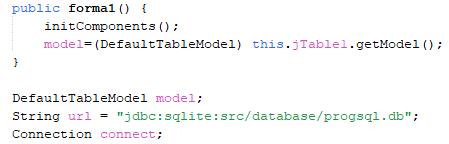 public forma1() {
initComponents();
model=(DefaultTableModel) this.jTable1.getModel();
}
DefaultTableModel model;
String url = "jdbc:sqlite:src/database/progsql.db";
Connection connect;